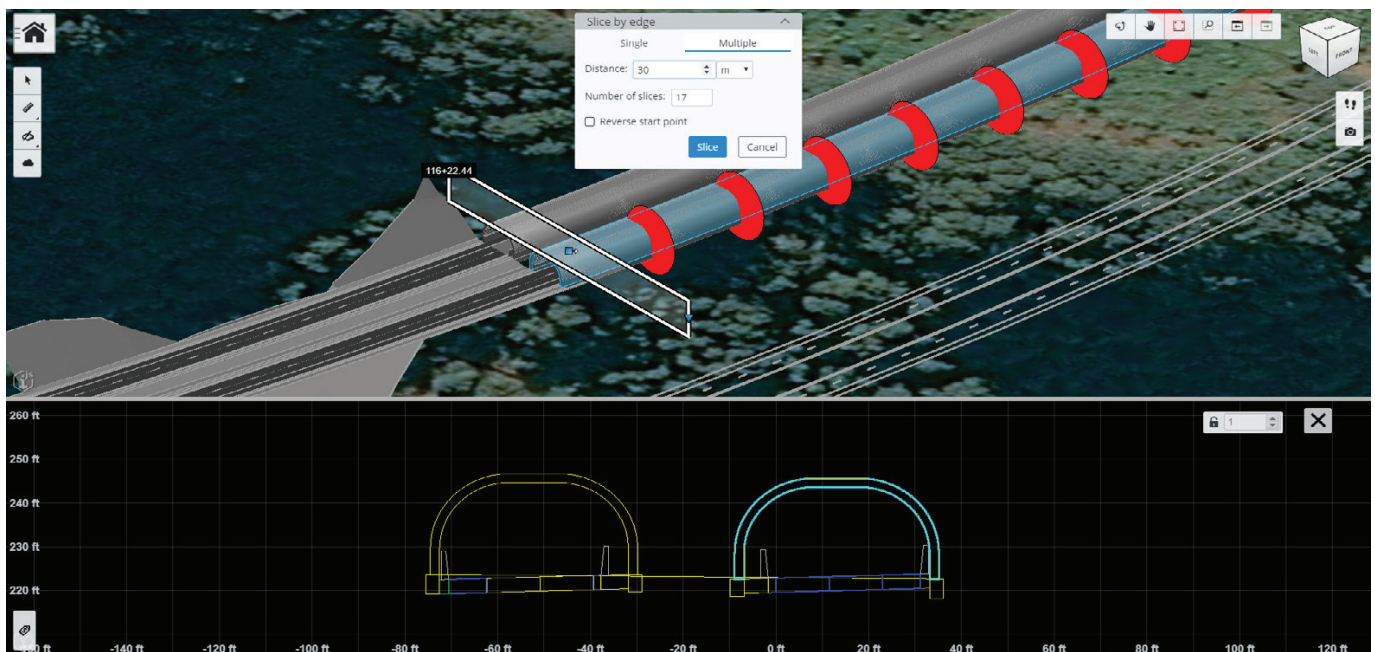 Slice by edge
Single Multiple
Distance: 30 m
Number of slices: 17
Reverse start point
Slice Cancel
FRONT
116+22.44
260 ft
1
250 ft
240 ft
230 ft
220 ft
-140 ft -120 ft -100 ft -80 ft -60 ft -40 ft -20 ft 0 ft 20 ft 40 ft 60 ft 80 ft 100 ft 120 ft